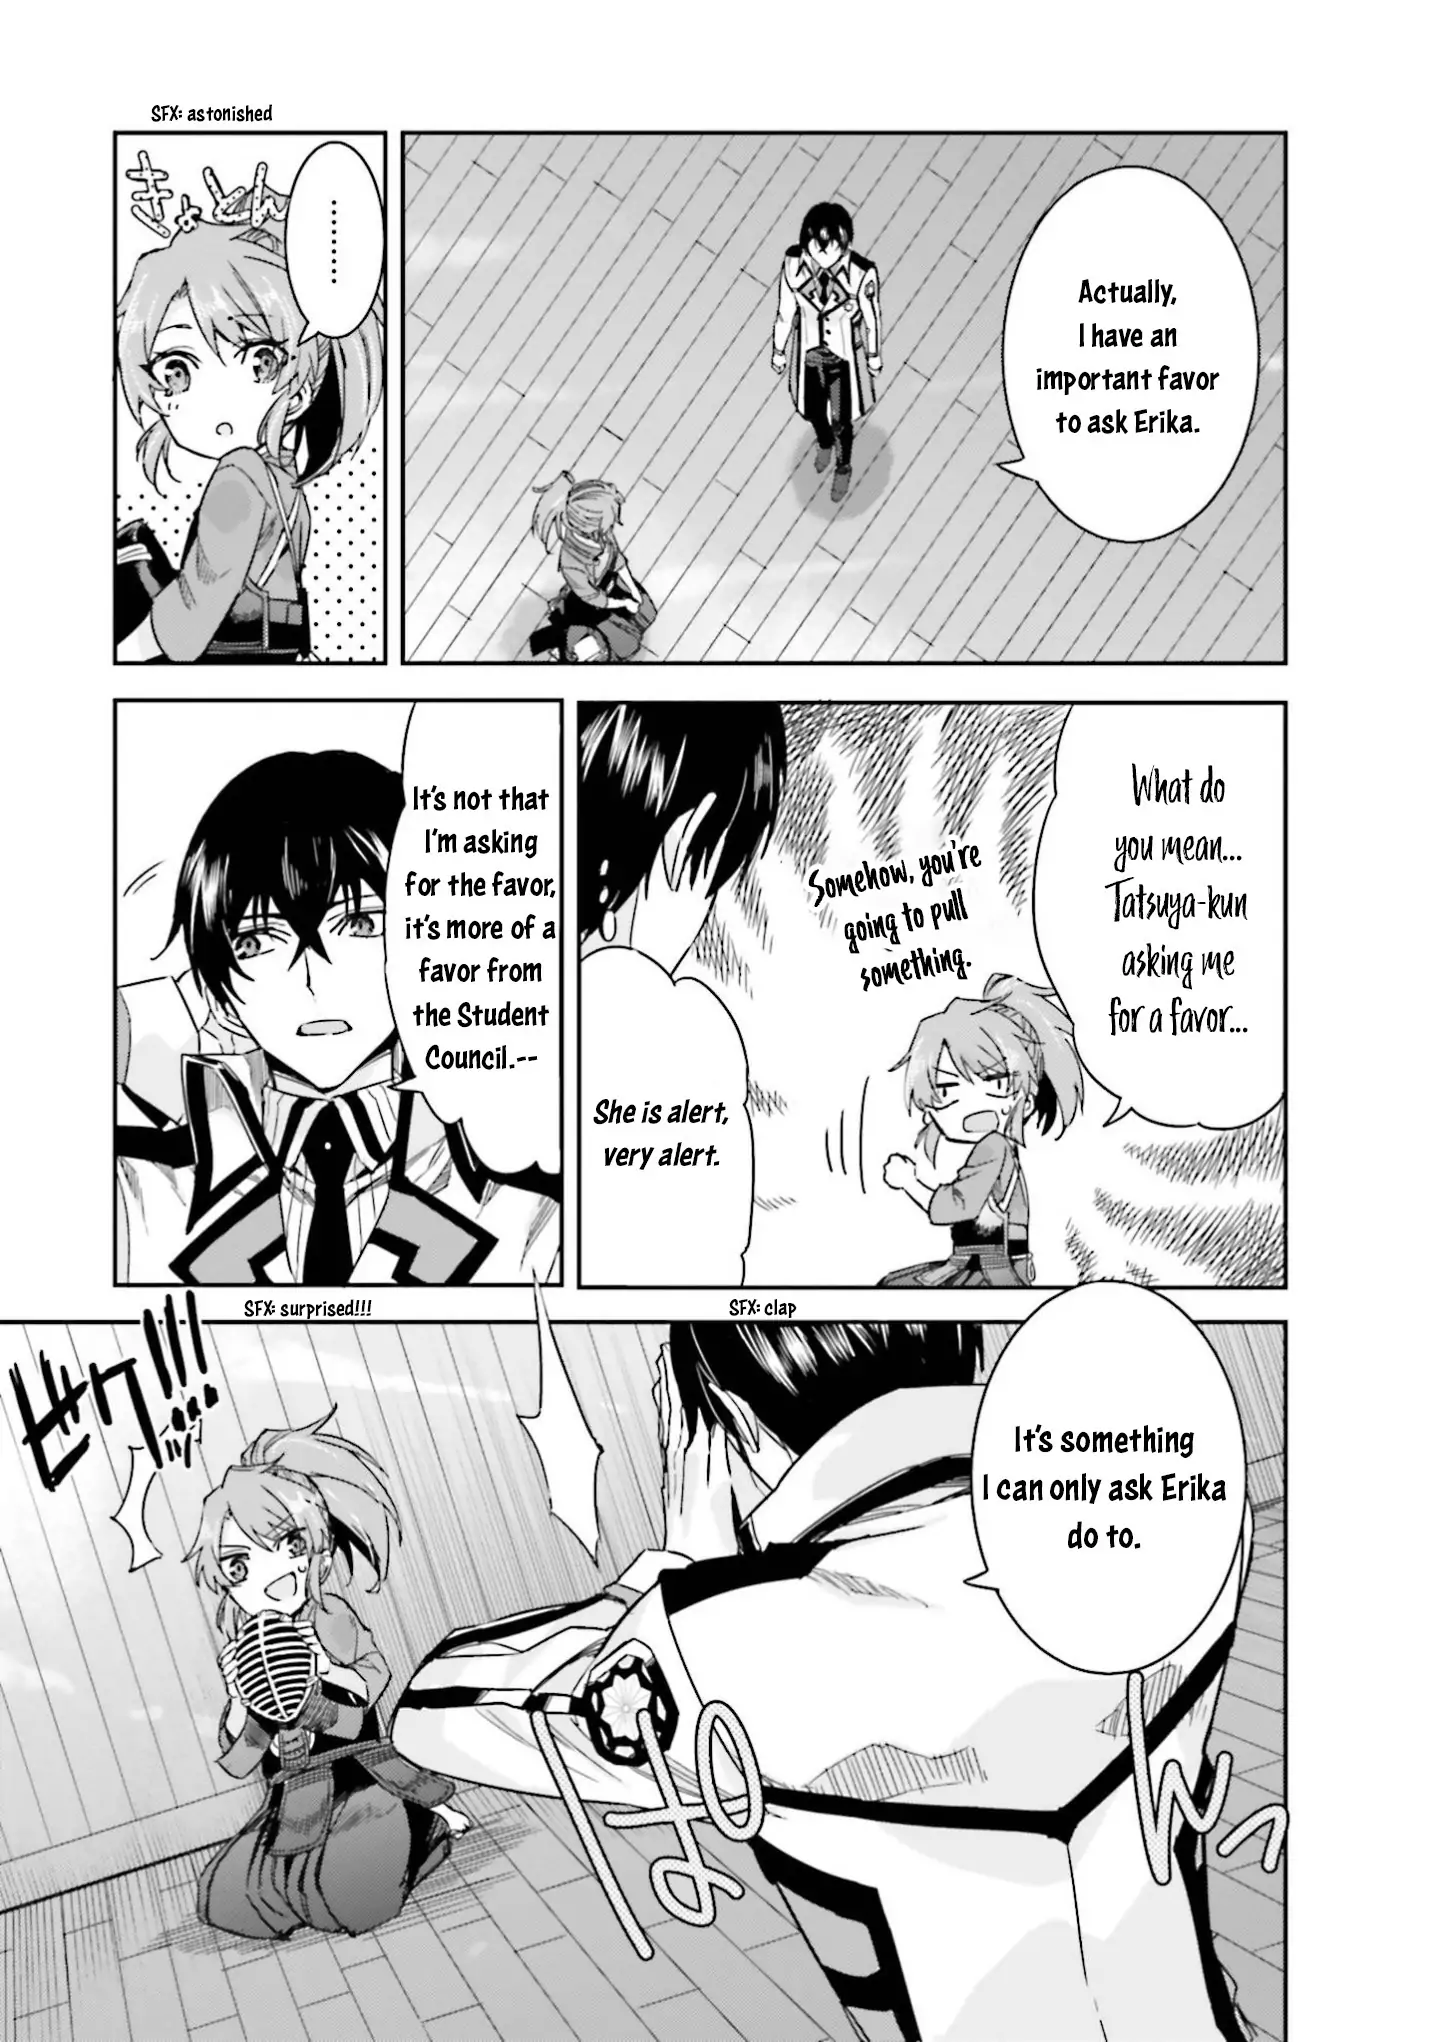 Actually,
I have an
important favor
to ask Erika.
SFX: astonished
きょとん
………
What do
you mean...
Tatsuya-kun
asking me
for a favor...
Somehow, you're
going to pull
something.
She is alert,
very alert.
It's not that
I'm asking
for the favor,
it's more of a
favor from
the Student
Council.--
SFX: clap
It's something
I can only ask Erika
do to.
ぱんっ
SFX: surprised!!!
ビクッ!!!